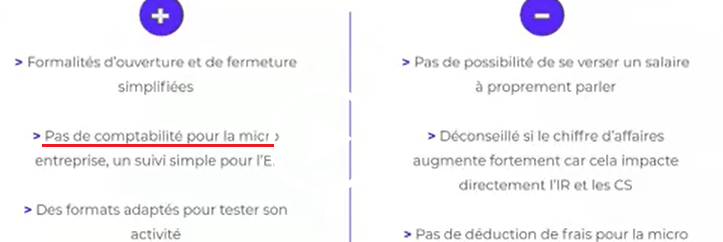 > Formalités d'ouverture et de fermeture
simplifiées
> Pas de comptabilité pour la micro
entreprise, un suivi simple pour l'E
> Des formats adaptés pour tester son
activité
> Pas de possibilité de se verser un salaire
à proprement parler
> Déconseillé si le chiffre d'affaires
augmente fortement car cela impacte
directement l'IR et les CS
> Pas de déduction de frais pour la micro